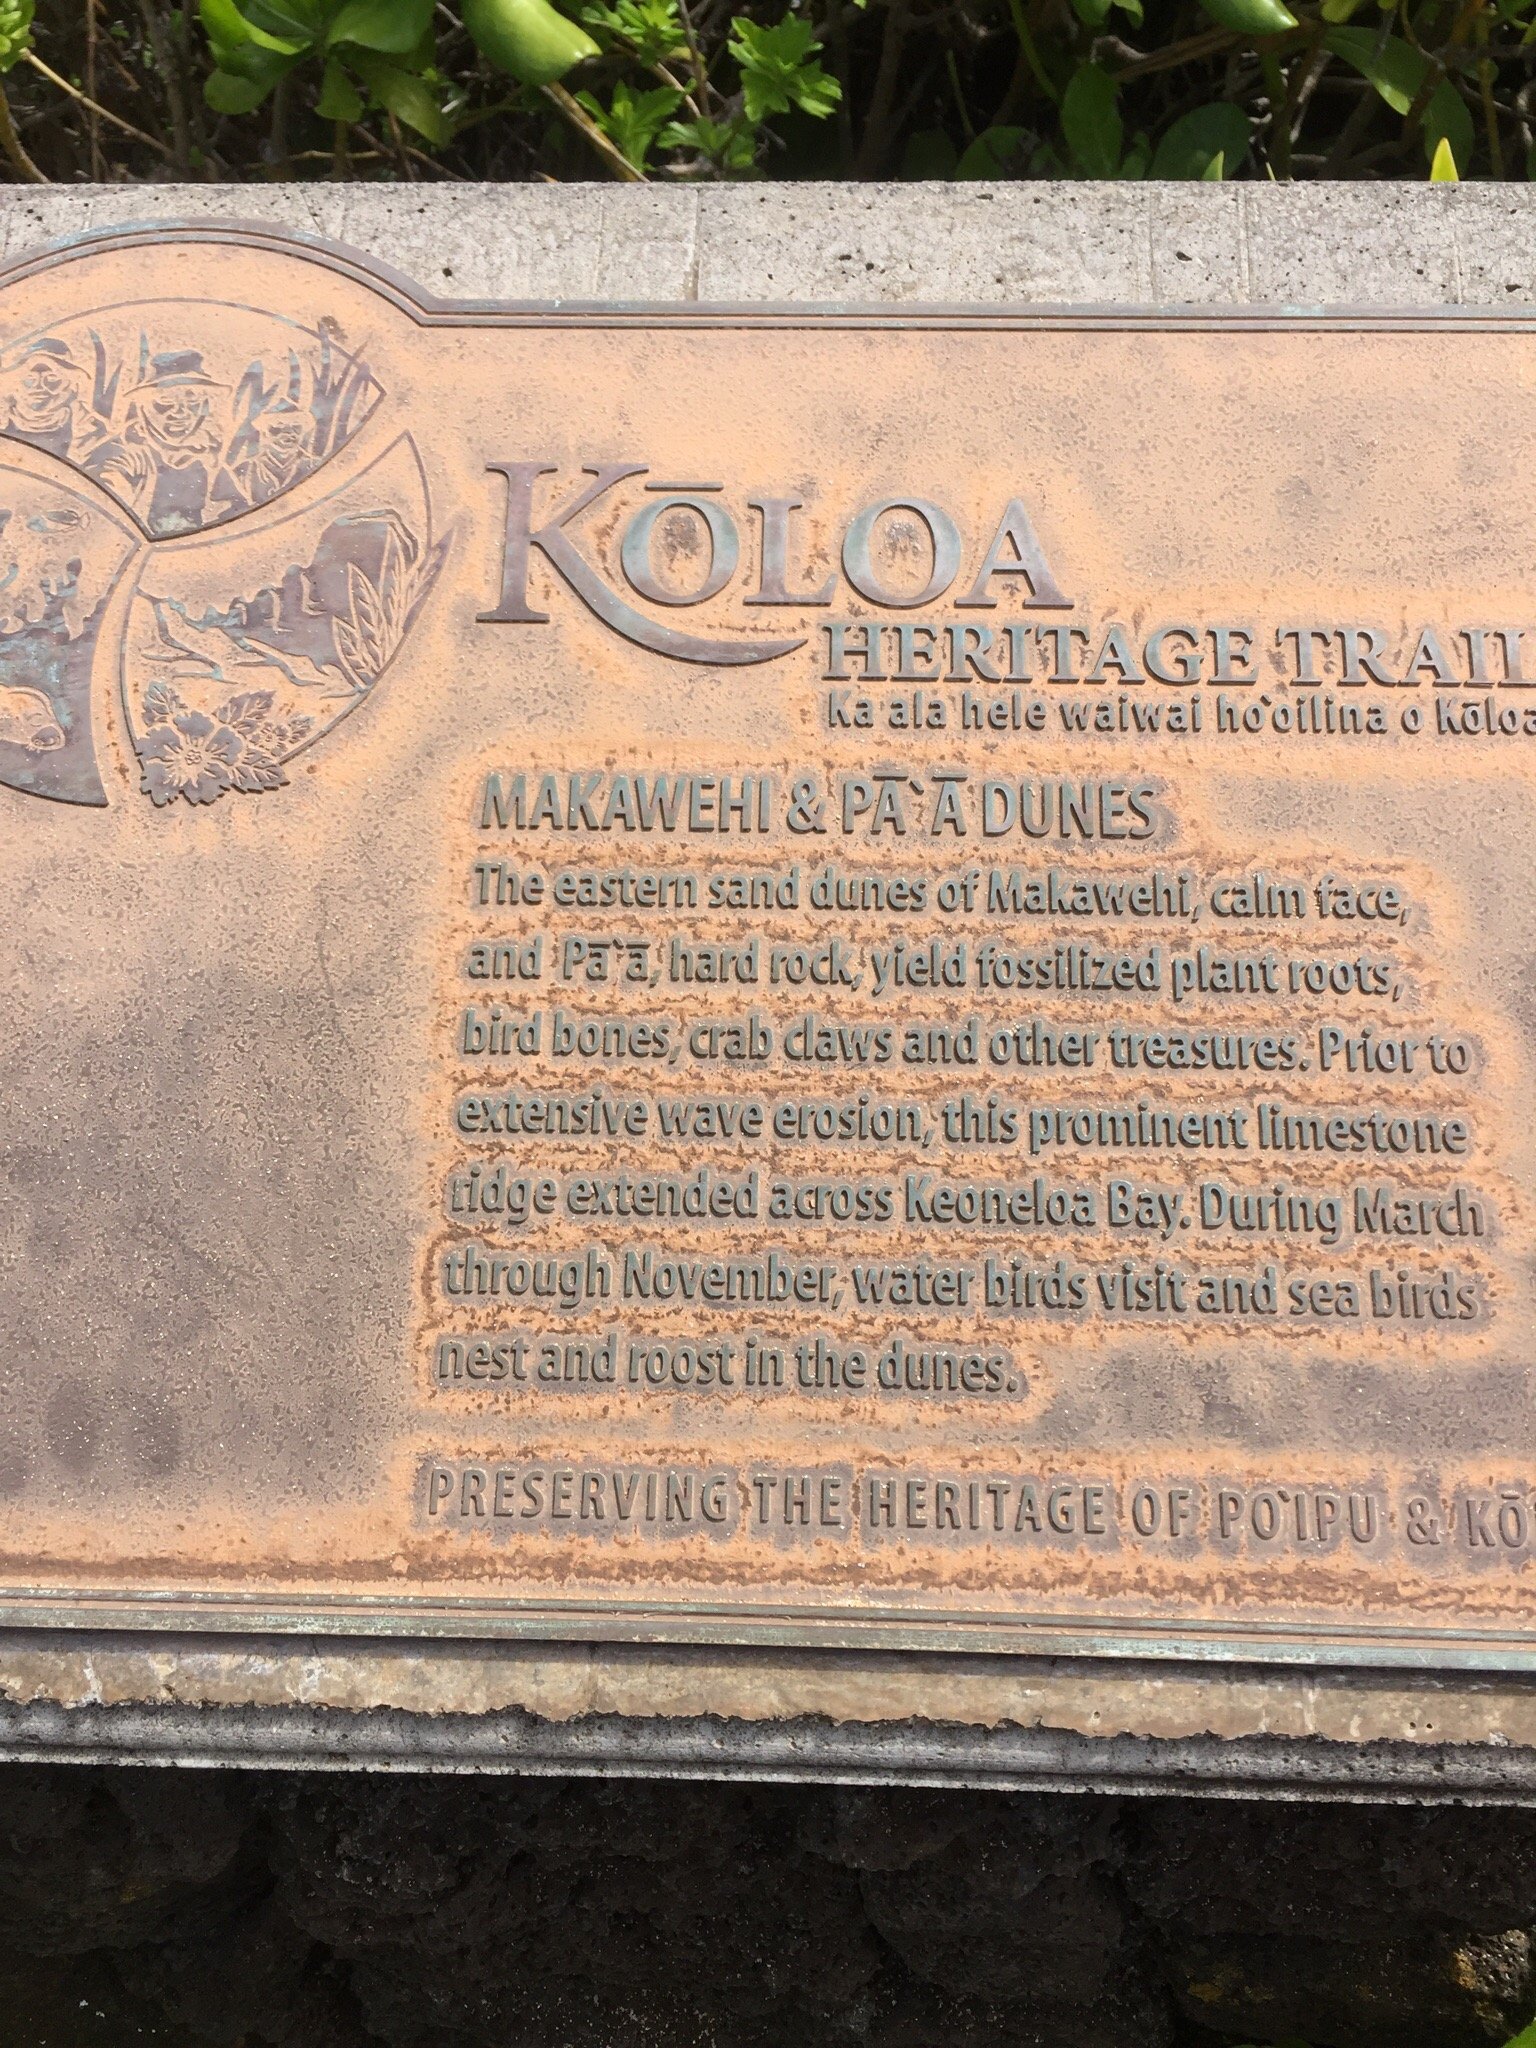 KŌLOA
HERITAGE TRAIL
Ka ala hele waiwai ho`oilina o Kōloa
MAKAWEHI & PĀ`Ā DUNES
The eastern sand dunes of Makawehi, calm face,
and Pā`ā, hard rock, yield fossilized plant roots,
bird bones, crab claws and other treasures. Prior to
extensive wave erosion, this prominent limestone
ridge extended across Keoneloa Bay. During March
through November, water birds visit and sea birds
nest and roost in the dunes.
PRESERVING THE HERITAGE OF PO`IPU & KŌ